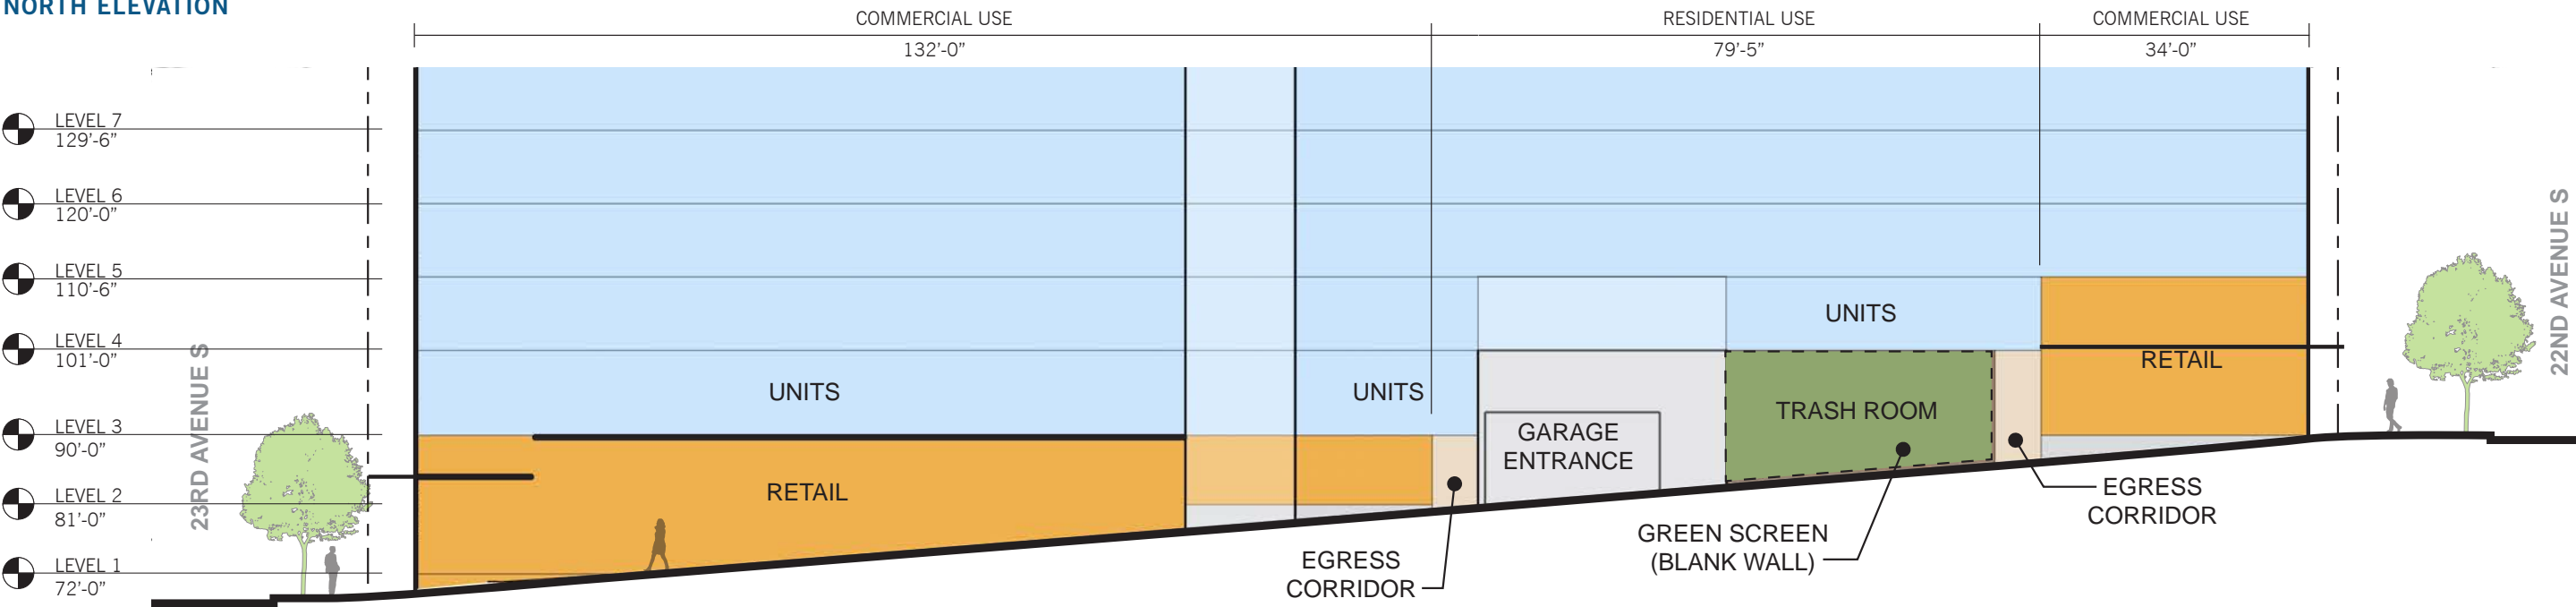 NORTH ELEVATION
COMMERCIAL USE
132'-0”
RESIDENTIAL USE
79'-5”
COMMERCIAL USE
34'-0”
LEVEL 7
129'-6”
LEVEL 6
120'-0”
LEVEL 5
110'-6”
LEVEL 4
101'-0”
LEVEL 3
90'-0”
LEVEL 2
81'-0”
LEVEL 1
72'-0”
23RD AVENUE S
UNITS
RETAIL
UNITS
EGRESS
CORRIDOR
GARAGE
ENTRANCE
UNITS
TRASH ROOM
GREEN SCREEN
(BLANK WALL)
RETAIL
EGRESS
CORRIDOR
22ND AVENUE S